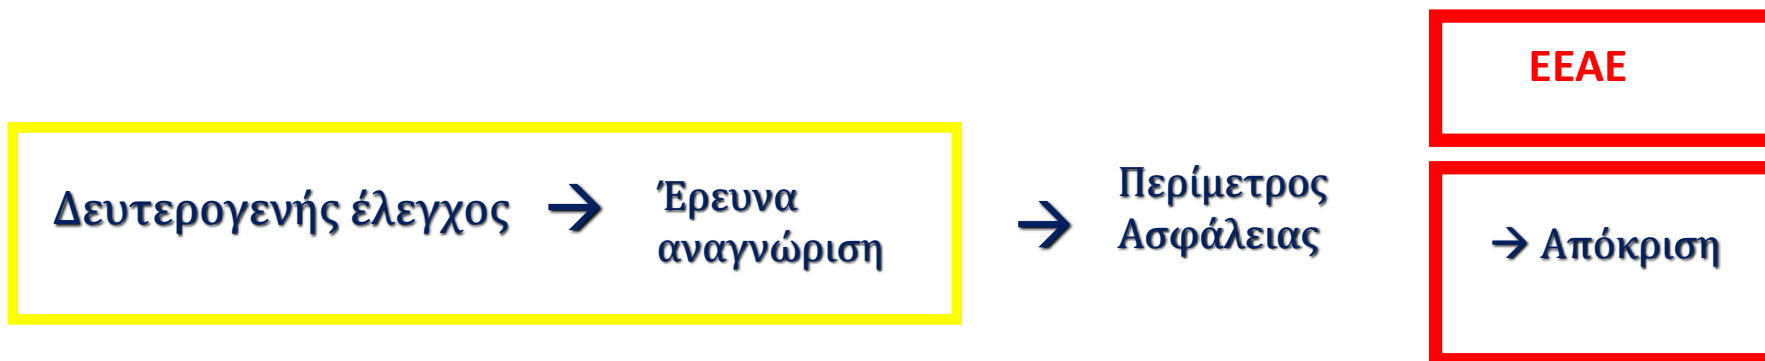 ΕΕΑΕ
Δευτερογενής έλεγχος →
Έρευνα
αναγνώριση
→
Περίμετρος
Ασφάλειας
→ Απόκριση